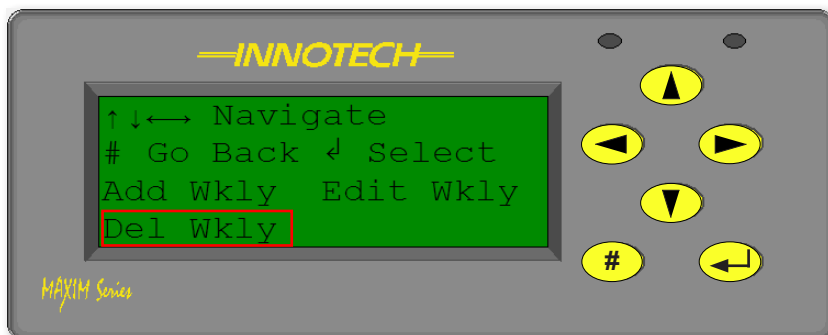 INNOTECH
↑↓←→ Navigate
# Go Back ↲ Select
Add Wkly Edit Wkly
Del Wkly
#
MAXIM Series